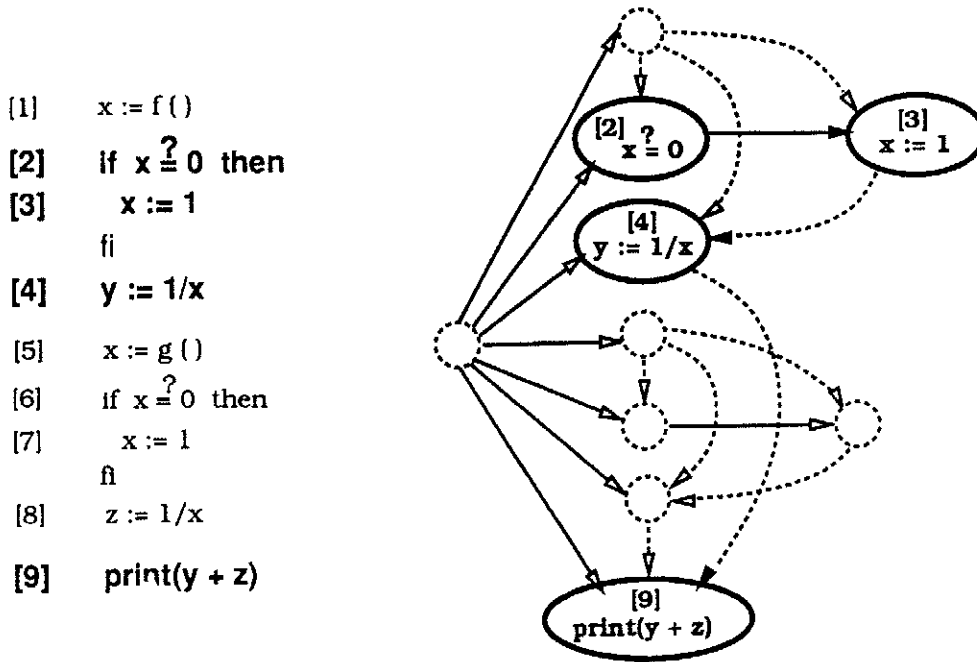 [1] x := f ()
[2] if x ≟ 0 then
[3] x := 1
fi
[4] y := 1/x
[5] x := g ()
[6] if x ≟ 0 then
[7] x := 1
fi
[8] z := 1/x
[9] print(y + z)
[2] x ≟ 0
[3]
x := 1
[4]
y := 1/x
[9]
print(y + z)